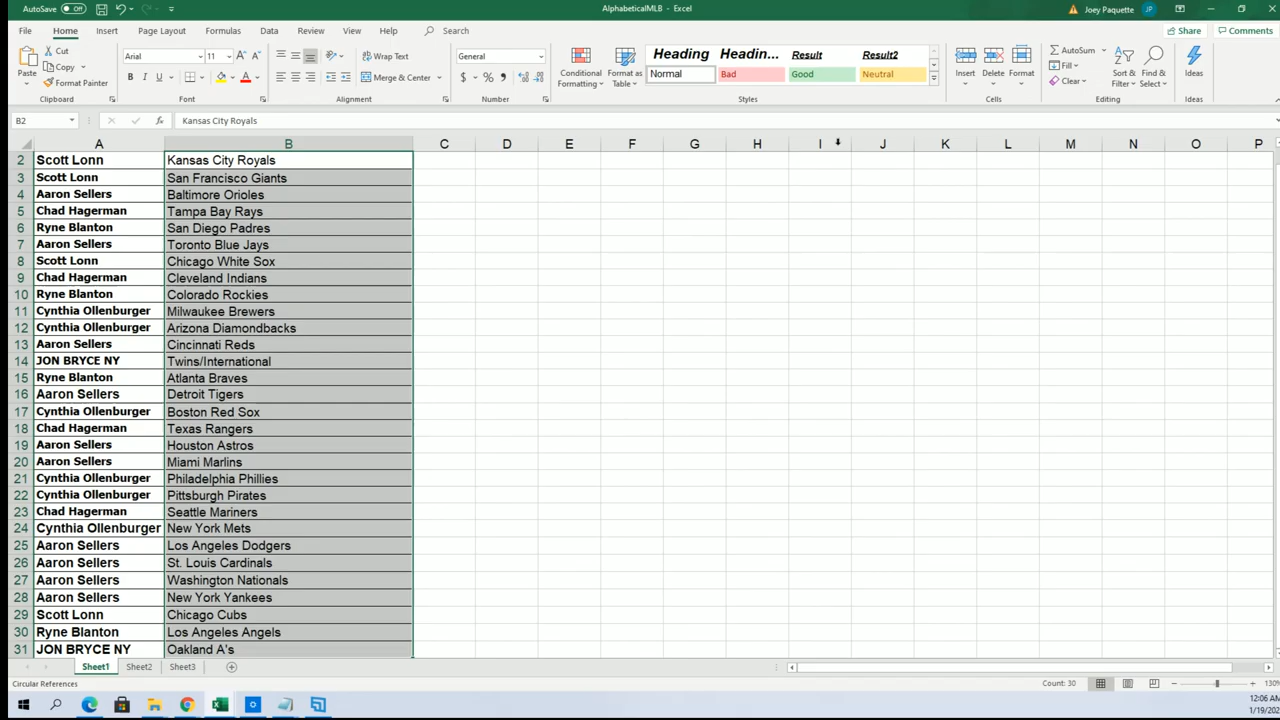 AutoSave Off AlphabeticalMLB - Excel Joey Paquette JP
File Home Insert Page Layout Formulas Data Review View Help Search Share Comments
Paste Cut Copy Format Painter Clipboard
Arial 11 A A B I U A Font
Wrap Text Merge & Center Alignment
General $ % , Number
Conditional Formatting Format as Table
Heading Headin... Result Result2
Normal Bad Good Neutral
Styles
Insert Delete Format Cells
AutoSum Fill Clear Sort & Filter Find & Select Editing
Ideas Ideas
B2 fx Kansas City Royals
A B C D E F G H I J K L M N O P
2 Scott Lonn Kansas City Royals
3 Scott Lonn San Francisco Giants
4 Aaron Sellers Baltimore Orioles
5 Chad Hagerman Tampa Bay Rays
6 Ryne Blanton San Diego Padres
7 Aaron Sellers Toronto Blue Jays
8 Scott Lonn Chicago White Sox
9 Chad Hagerman Cleveland Indians
10 Ryne Blanton Colorado Rockies
11 Cynthia Ollenburger Milwaukee Brewers
12 Cynthia Ollenburger Arizona Diamondbacks
13 Aaron Sellers Cincinnati Reds
14 JON BRYCE NY Twins/International
15 Ryne Blanton Atlanta Braves
16 Aaron Sellers Detroit Tigers
17 Cynthia Ollenburger Boston Red Sox
18 Chad Hagerman Texas Rangers
19 Aaron Sellers Houston Astros
20 Aaron Sellers Miami Marlins
21 Cynthia Ollenburger Philadelphia Phillies
22 Cynthia Ollenburger Pittsburgh Pirates
23 Chad Hagerman Seattle Mariners
24 Cynthia Ollenburger New York Mets
25 Aaron Sellers Los Angeles Dodgers
26 Aaron Sellers St. Louis Cardinals
27 Aaron Sellers Washington Nationals
28 Aaron Sellers New York Yankees
29 Scott Lonn Chicago Cubs
30 Ryne Blanton Los Angeles Angels
31 JON BRYCE NY Oakland A's
Sheet1 Sheet2 Sheet3
Circular References Count: 30 130%
12:06 AM
1/19/202